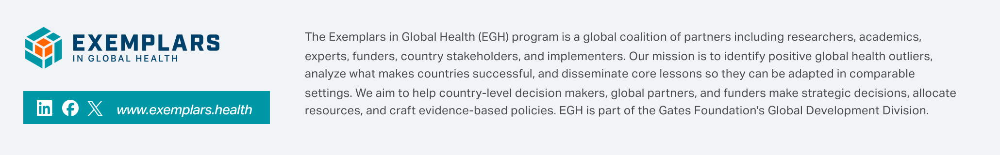 EXEMPLARS
IN GLOBAL HEALTH
www.exemplars.health
The Exemplars in Global Health (EGH) program is a global coalition of partners including researchers, academics,
experts, funders, country stakeholders, and implementers. Our mission is to identify positive global health outliers,
analyze what makes countries successful, and disseminate core lessons so they can be adapted in comparable
settings. We aim to help country-level decision makers, global partners, and funders make strategic decisions, allocate
resources, and craft evidence-based policies. EGH is part of the Gates Foundation's Global Development Division.